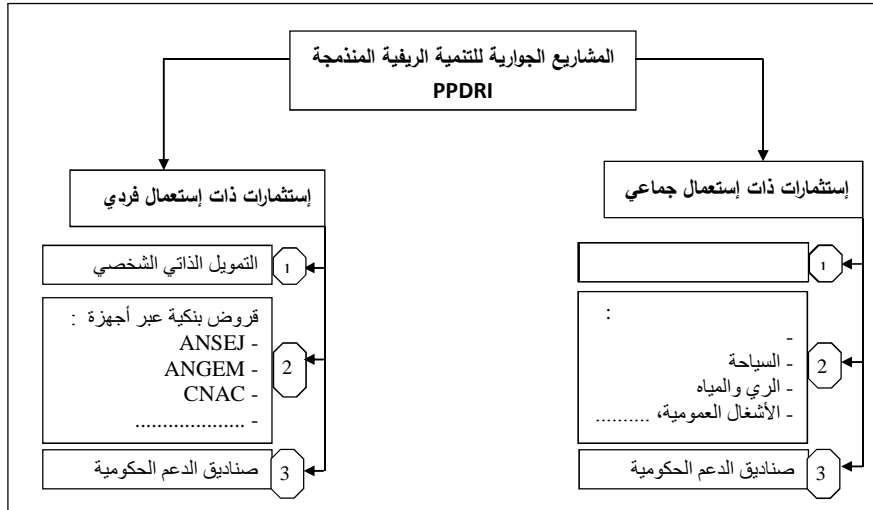 المشاريع الجوارية للتنمية الريفية المنذمجة
PPDRI
إستثمارات ذات إستعمال جماعي
1
:
-
- السياحة
- الري والمياه
- الأشغال العمومية، ..........
2
صناديق الدعم الحكومية
3
إستثمارات ذات إستعمال فردي
التمويل الذاتي الشخصي
1
قروض بنكية عبر أجهزة :
- ANSEJ
- ANGEM
- CNAC
- ....................
2
صناديق الدعم الحكومية
3